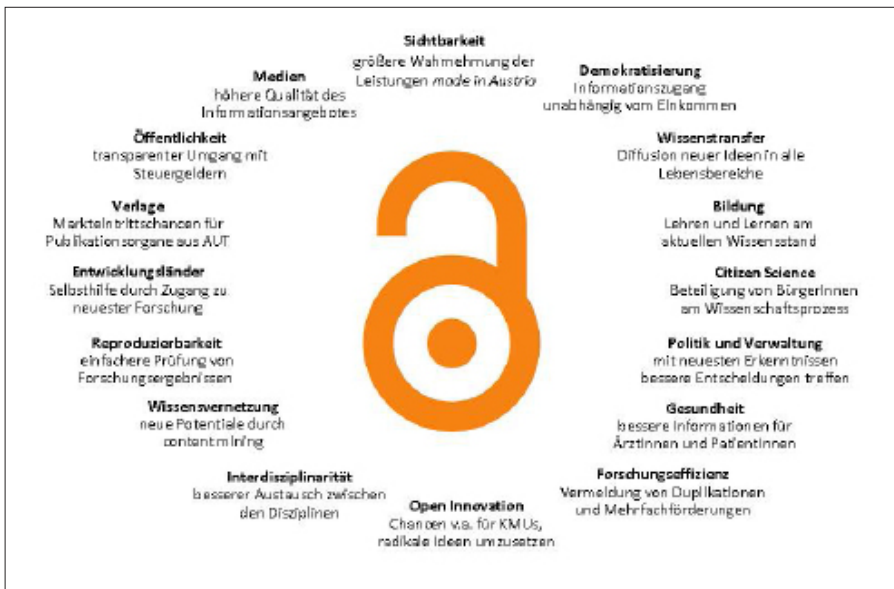 Sichtbarkeit
größere Wahrnehmung der
Leistungen made in Austria
Demokratisierung
Informationszugang
unabhängig vom Einkommen
Wissenstransfer
Diffusion neuer Ideen in alle
Lebensbereiche
Bildung
Lehren und Lernen am
aktuellen Wissensstand
Citizen Science
Beteiligung von BürgerInnen
am Wissenschaftsprozess
Politik und Verwaltung
mit neuesten Erkenntnissen
bessere Entscheidungen treffen
Gesundheit
bessere Informationen für
ÄrztInnen und PatientInnen
Forschungseffizienz
Vermeidung von Duplikationen
und Mehrfachförderungen
Open Innovation
Chancen v.a. für KMUs,
radikale Ideen umzusetzen
Interdisziplinarität
besserer Austausch zwischen
den Disziplinen
Wissensvernetzung
neue Potentiale durch
content mining
Reproduzierbarkeit
einfachere Prüfung von
Forschungsergebnissen
Entwicklungsländer
Selbsthilfe durch Zugang zu
neuester Forschung
Verlage
Markteintrittschancen für
Publikationsorgane aus AUT
Öffentlichkeit
transparenter Umgang mit
Steuergeldern
Medien
höhere Qualität des
Informationsangebotes